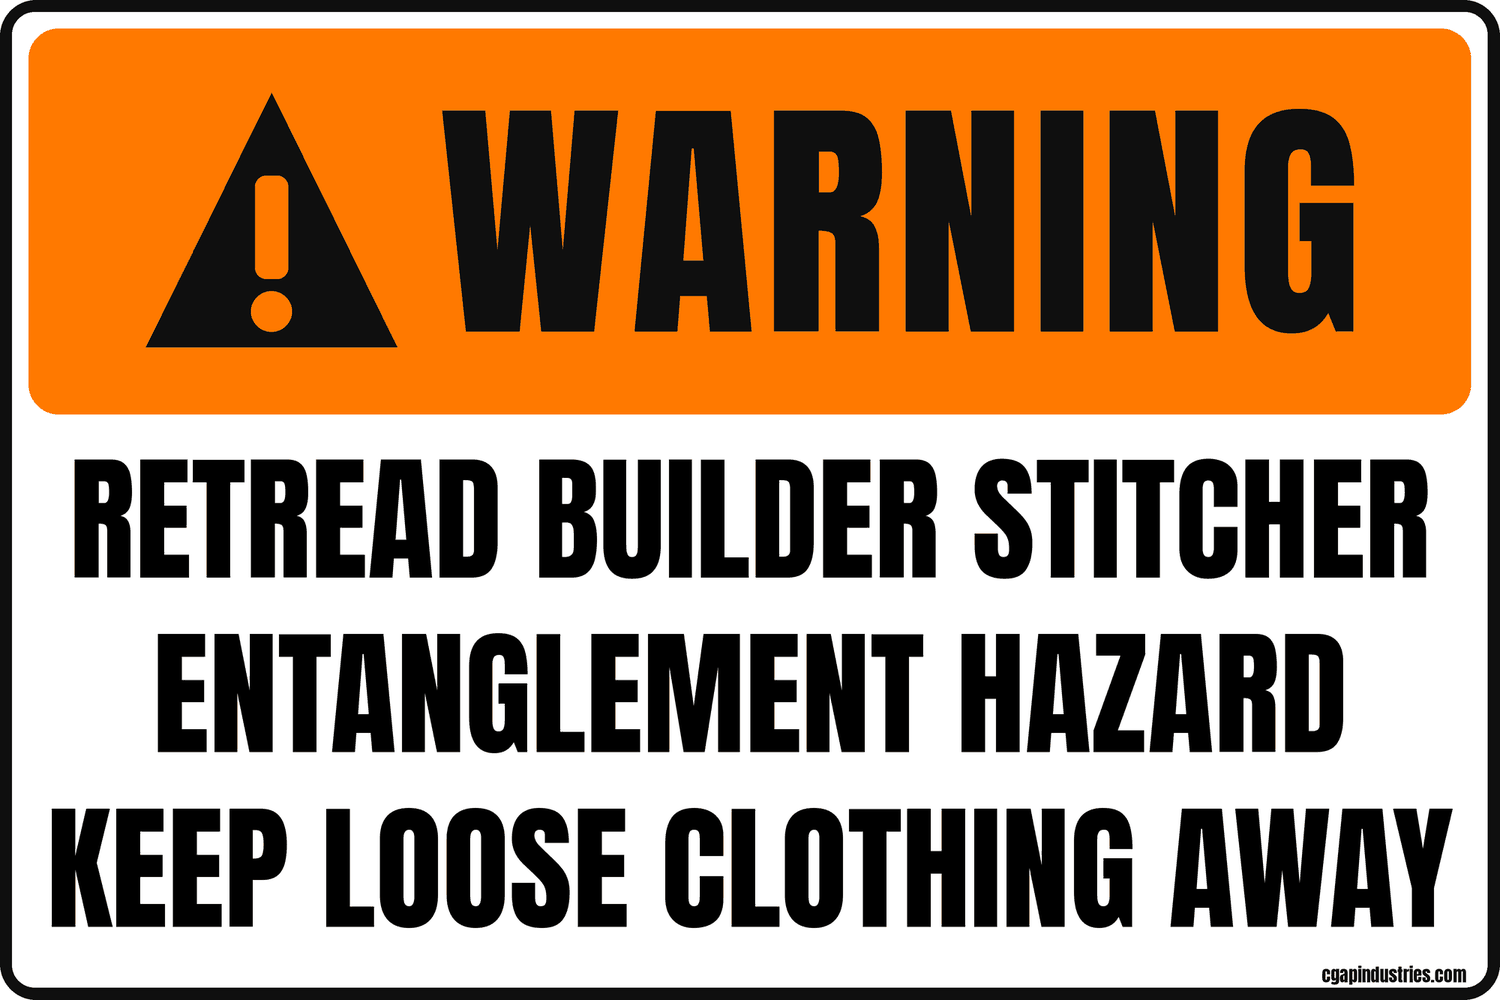 WARNING
RETREAD BUILDER STITCHER
ENTANGLEMENT HAZARD
KEEP LOOSE CLOTHING AWAY
cgapindustries.com